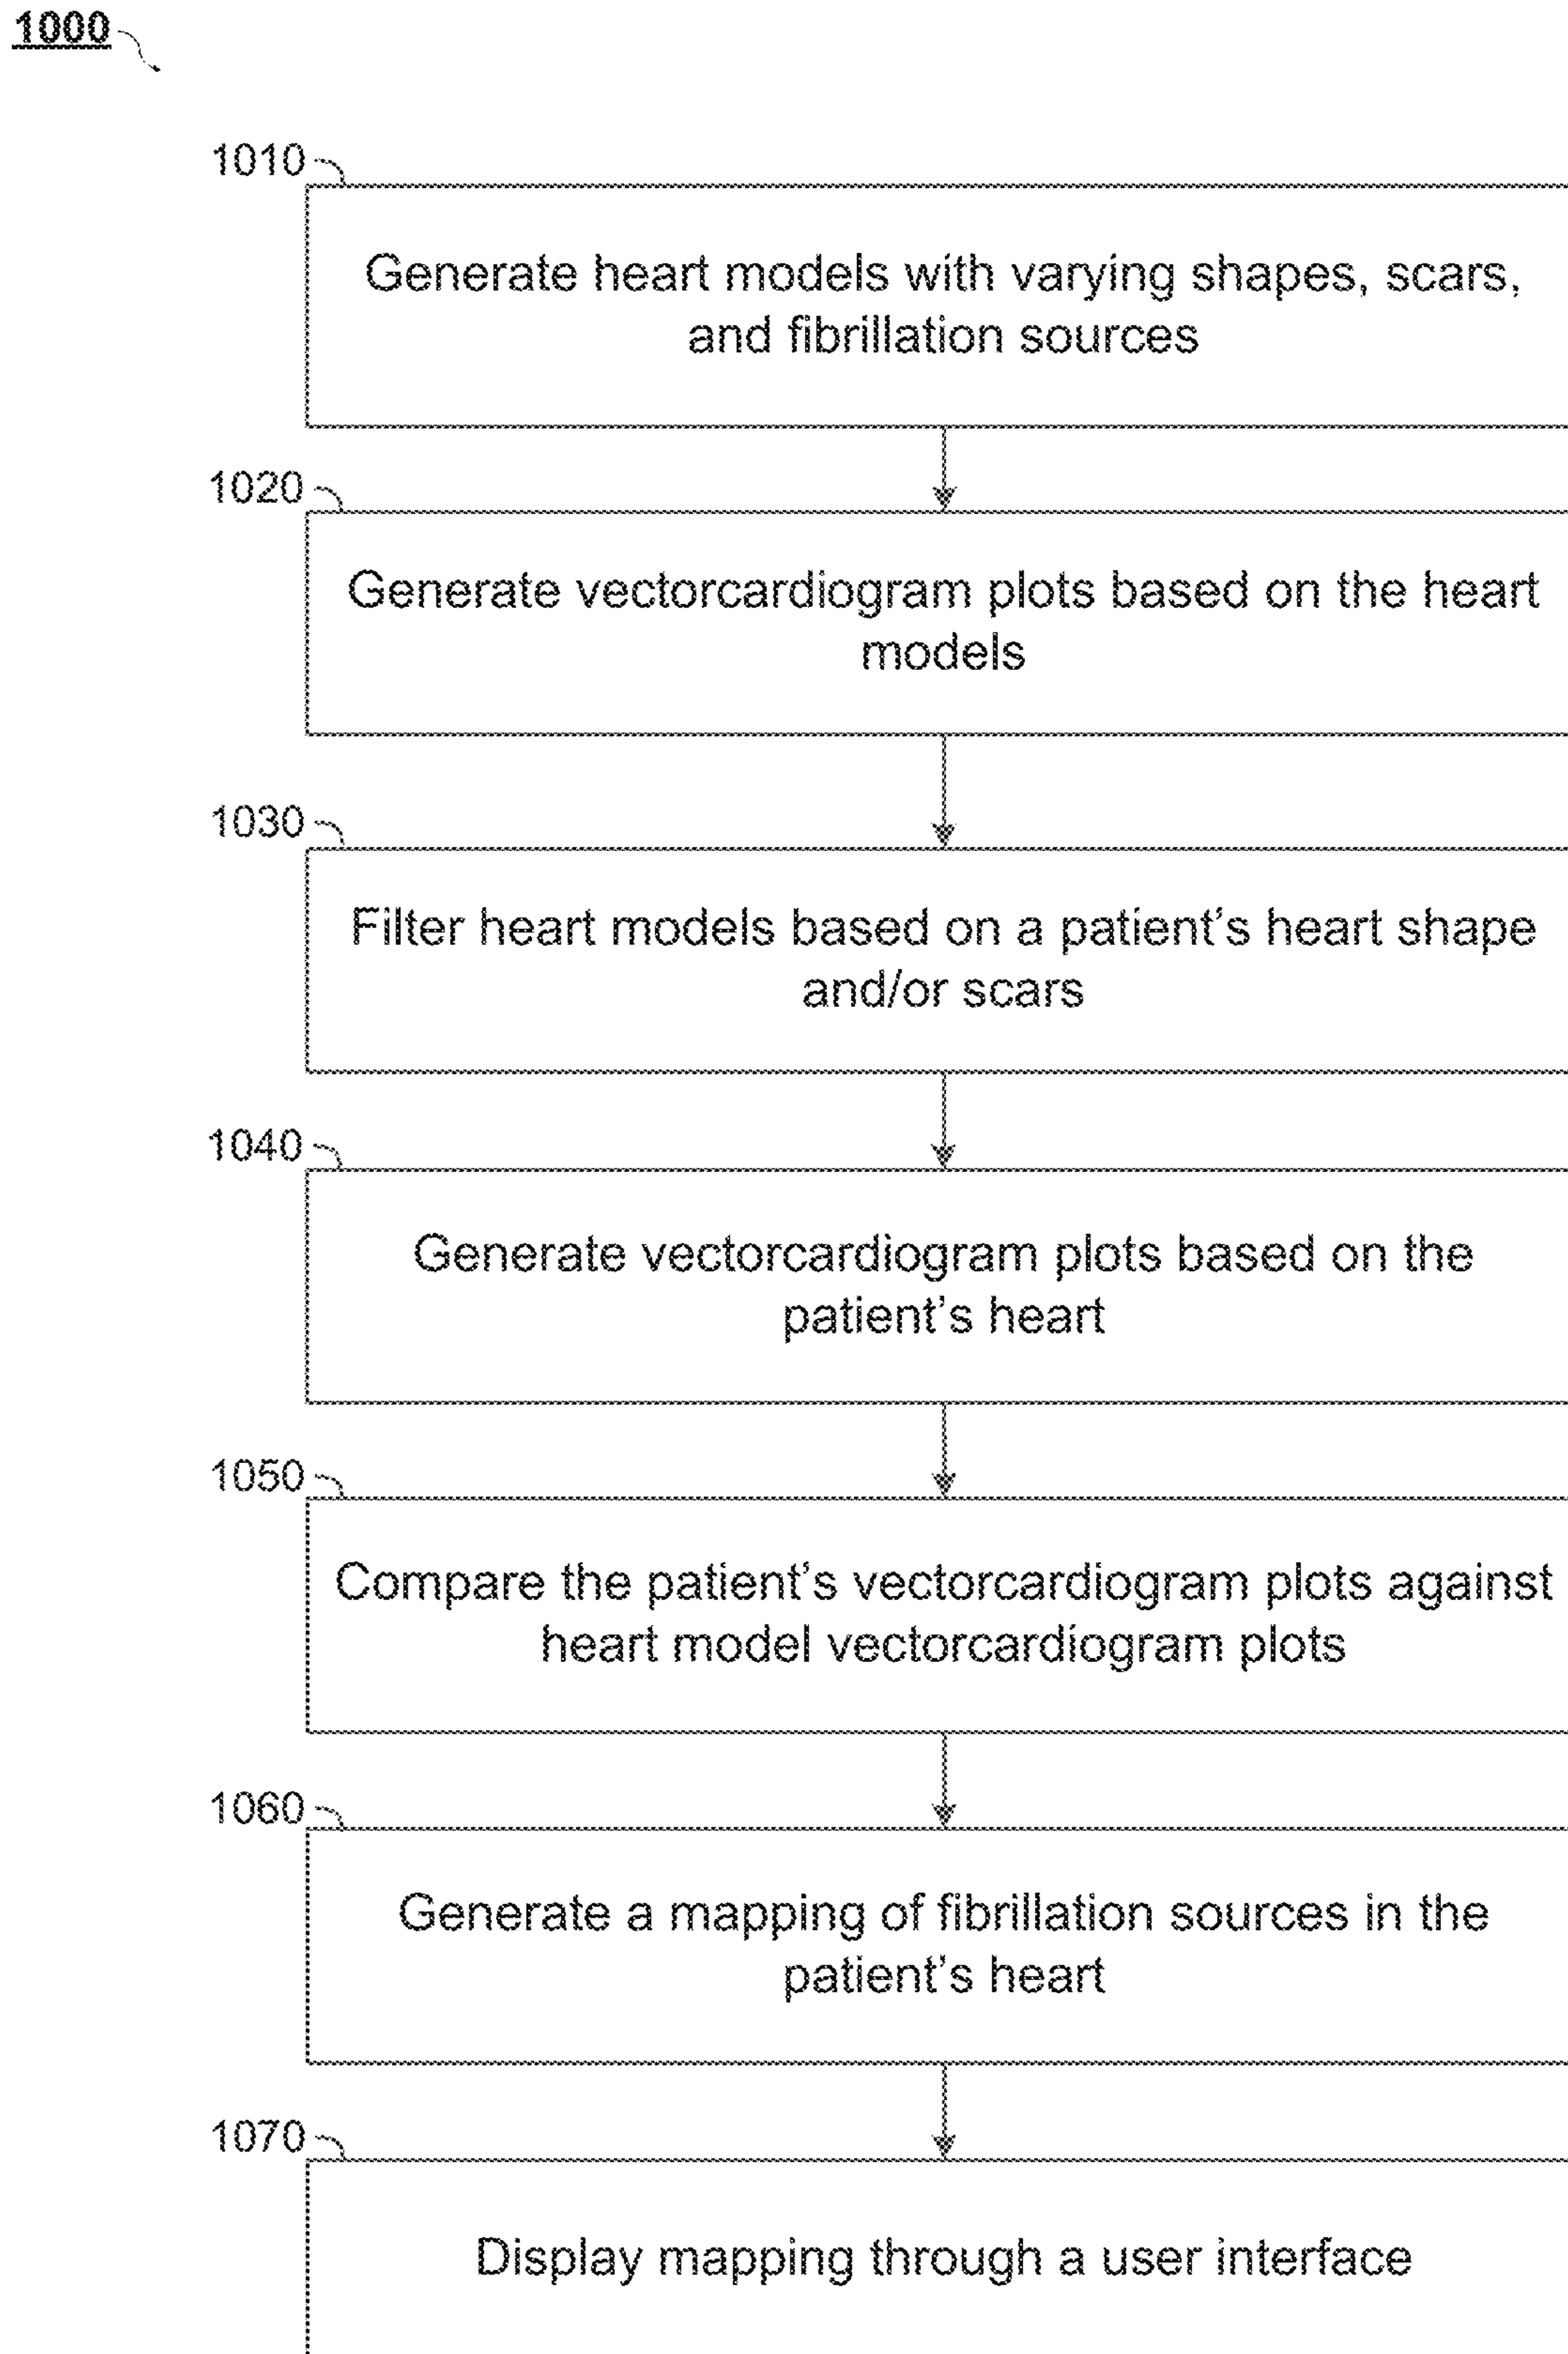 1000
1010
Generate heart models with varying shapes, scars,
and fibrillation sources
1020
Generate vectorcardiogram plots based on the heart
models
1030
Filter heart models based on a patient's heart shape
and/or scars
1040
Generate vectorcardiogram plots based on the
patient's heart
1050
Compare the patient's vectorcardiogram plots against
heart model vectorcardiogram plots
1060
Generate a mapping of fibrillation sources in the
patient's heart
1070
Display mapping through a user interface